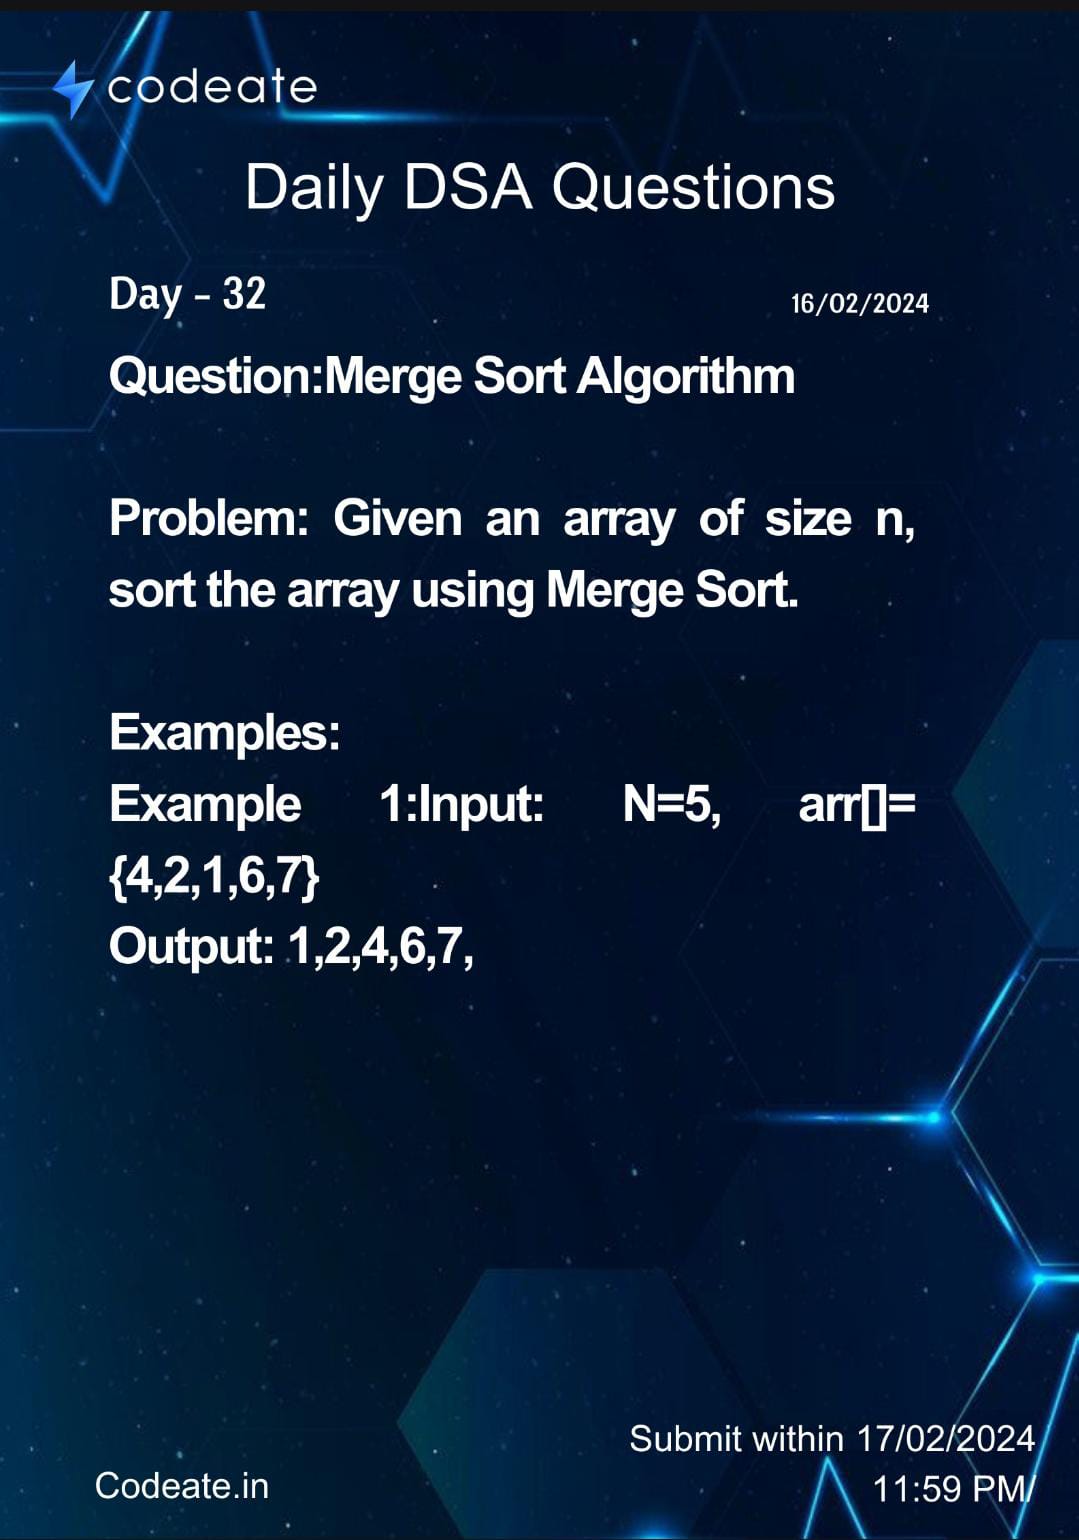 codeate
Daily DSA Questions
Day - 32
16/02/2024
Question:Merge Sort Algorithm
Problem: Given an array of size n,
sort the array using Merge Sort.
Examples:
Example 1:Input: N=5, arr[]=
{4,2,1,6,7}
Output: 1,2,4,6,7,
Submit within 17/02/2024
11:59 PM/
Codeate.in